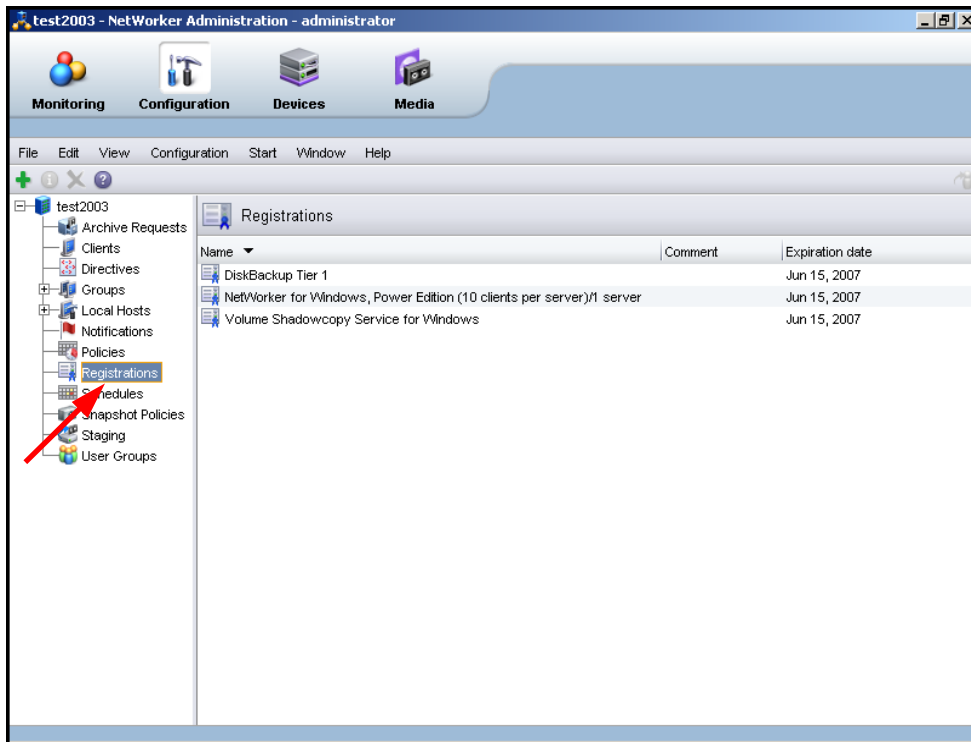 test2003 - NetWorker Administration - administrator
Monitoring Configuration Devices Media
File Edit View Configuration Start Window Help
test2003
Archive Requests
Clients
Directives
Groups
Local Hosts
Notifications
Policies
Registrations
Schedules
Snapshot Policies
Staging
User Groups
Registrations
Name Comment Expiration date
DiskBackup Tier 1 Jun 15, 2007
NetWorker for Windows, Power Edition (10 clients per server)/1 server Jun 15, 2007
Volume Shadowcopy Service for Windows Jun 15, 2007